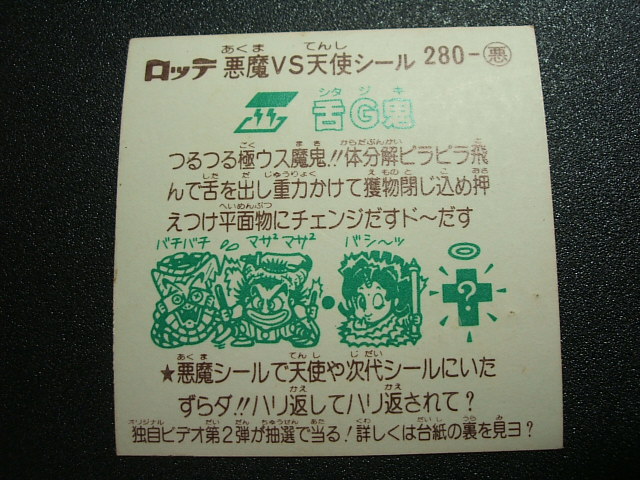 あくま てんし
ロッテ 悪魔VS天使シール 280-悪
シタジキ
舌G鬼
ごく まき からだぶんかい と
つるつる極ウス魔鬼!!体分解ピラピラ飛
した だ じゅうりょく えもの と こ おさ
んで舌を出し重力かけて獲物閉じ込め押
へいめんぶつ
えつけ平面物にチェンジだすド〜だす
バチバチ マサ²マサ² バシ〜ッ
?
あくま てんし じだい
★悪魔シールで天使や次代シールにいた
かえ かえ
ずらダ!!ハリ返してハリ返されて?
オリジナル だい だん ちゅうせん あた くわ だいし うら み
独自ビデオ第2弾が抽選で当る!詳しくは台紙の裏を見ヨ?